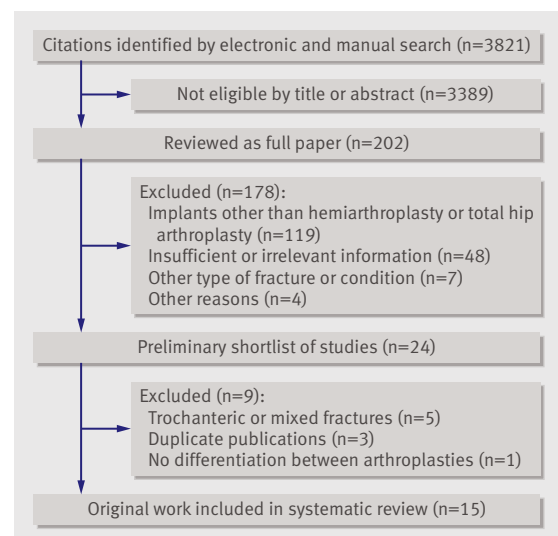 Citations identified by electronic and manual search (n=3821)
Not eligible by title or abstract (n=3389)
Reviewed as full paper (n=202)
Excluded (n=178):
Implants other than hemiarthroplasty or total hip
arthroplasty (n=119)
Insufficient or irrelevant information (n=48)
Other type of fracture or condition (n=7)
Other reasons (n=4)
Preliminary shortlist of studies (n=24)
Excluded (n=9):
Trochanteric or mixed fractures (n=5)
Duplicate publications (n=3)
No differentiation between arthroplasties (n=1)
Original work included in systematic review (n=15)